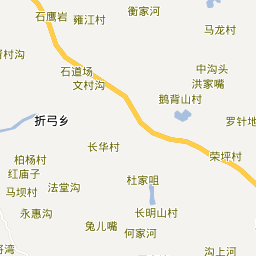 衡家河
石鹰岩
雍江村
马龙村
石道场
文村沟
中沟头
洪家嘴
鹅背山村
折弓乡
罗针地
长华村
荣坪村
柏杨村
红庙子
马坝村
法堂沟
杜家咀
永惠沟
兔儿嘴
长明山村
何家河
沟上河